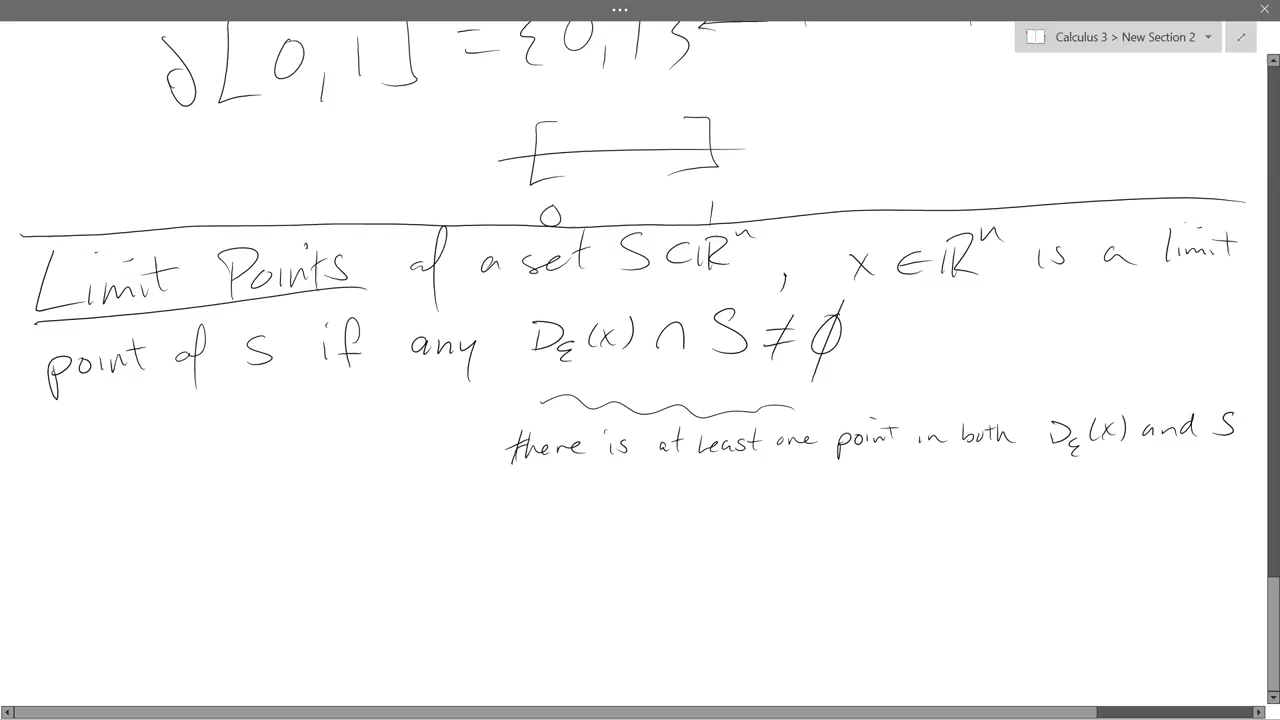 Calculus 3 > New Section 2
∂[0,1] = {0,1}
0 1
Limit Points of a set S ⊂ ℝⁿ, x ∈ ℝⁿ is a limit
point of S if any D_ε(x) ∩ S ≠ ∅
there is at least one point in both D_ε(x) and S